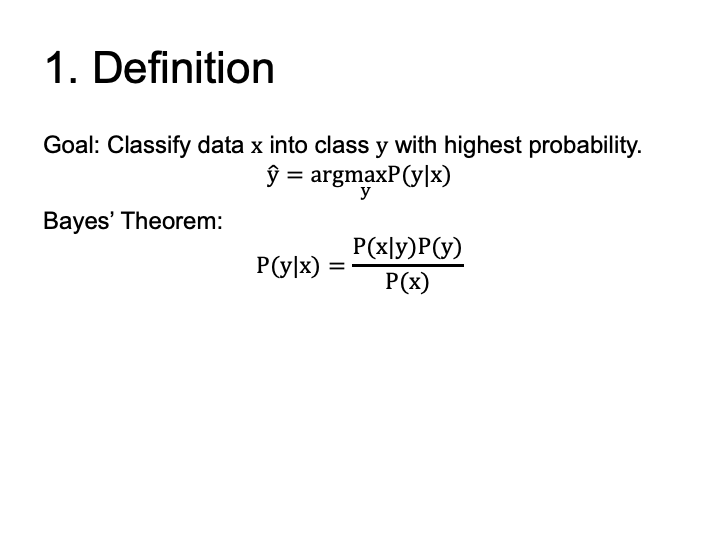 1. Definition
Goal: Classify data x into class y with highest probability.
ŷ = argmaxP(y|x)
y
Bayes’ Theorem:
P(y|x) = P(x|y)P(y)
P(x)